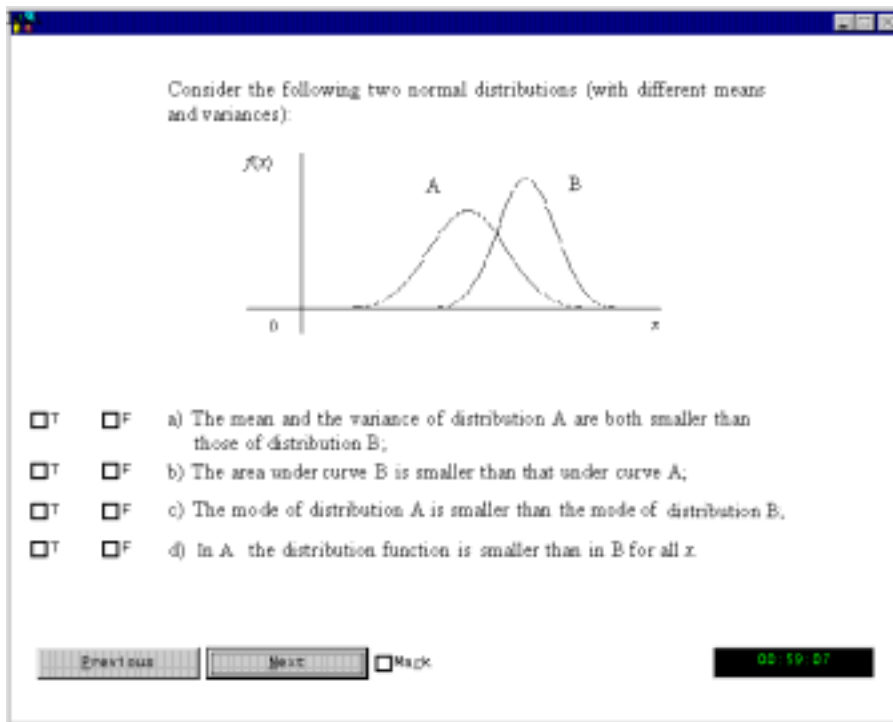 Consider the following two normal distributions (with different means
and variances):
f(x)
A
B
0
x
T F a) The mean and the variance of distribution A are both smaller than
those of distribution B;
T F b) The area under curve B is smaller than that under curve A;
T F c) The mode of distribution A is smaller than the mode of distribution B;
T F d) In A the distribution function is smaller than in B for all x.
Previous Next Mark 00:59:07